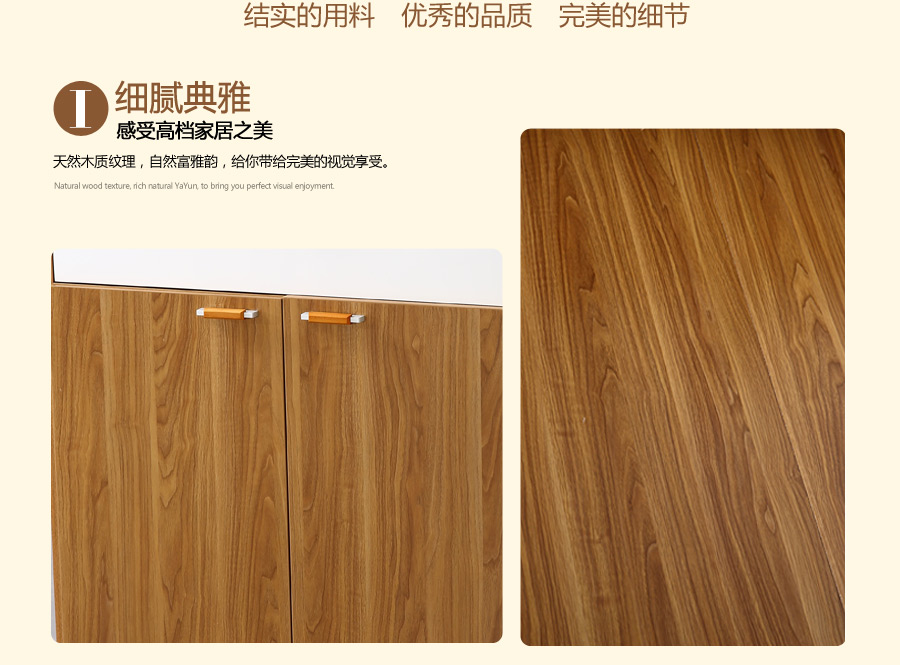 结实的用料 优秀的品质 完美的细节
I
细腻典雅
感受高档家居之美
天然木质纹理，自然富雅韵，给你带给完美的视觉享受。
Natural wood texture, rich natural YaYun, to bring you perfect visual enjoyment.